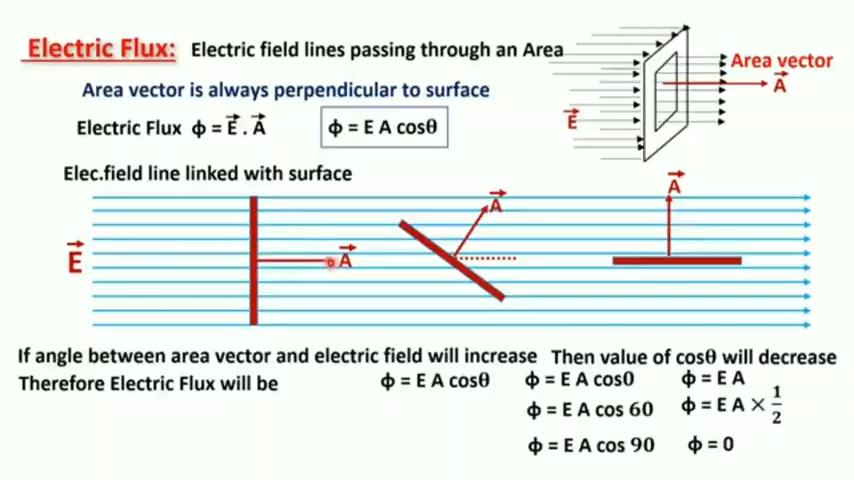 Electric Flux: Electric field lines passing through an Area
Area vector
Area vector is always perpendicular to surface
A
Electric Flux ϕ = E⃗ . A⃗ ϕ = E A cosθ
E⃗
Elec.field line linked with surface
A⃗
A⃗
E⃗
A⃗
If angle between area vector and electric field will increase Then value of cosθ will decrease
Therefore Electric Flux will be ϕ = E A cosθ ϕ = E A cos0 ϕ = E A
ϕ = E A cos 60 ϕ = E A × 1/2
ϕ = E A cos 90 ϕ = 0